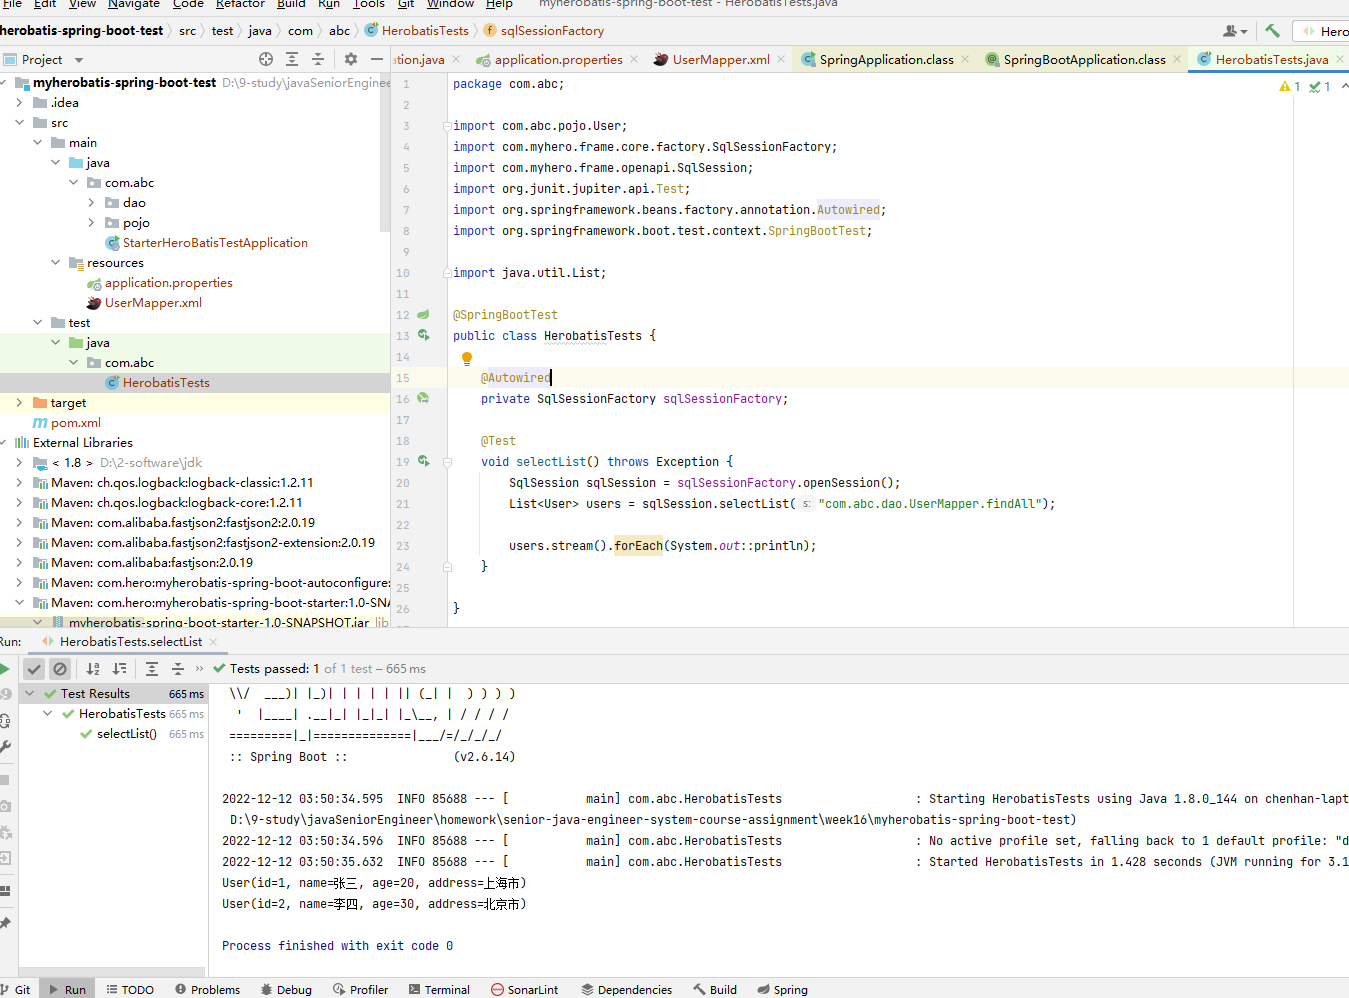 File Edit View Navigate Code Refactor Build Run Tools Git Window Help myherobatis-spring-boot-test - HerobatisTests.java
herobatis-spring-boot-test src test java com abc HerobatisTests sqlSessionFactory Hero
Project
ation.java application.properties UserMapper.xml SpringApplication.class SpringBootApplication.class HerobatisTests.java
myherobatis-spring-boot-test D:\9-study\javaSeniorEnginee
.idea
src
main
java
com.abc
dao
pojo
StarterHeroBatisTestApplication
resources
application.properties
UserMapper.xml
test
java
com.abc
HerobatisTests
target
pom.xml
External Libraries
< 1.8 > D:\2-software\jdk
Maven: ch.qos.logback:logback-classic:1.2.11
Maven: ch.qos.logback:logback-core:1.2.11
Maven: com.alibaba.fastjson2:fastjson2:2.0.19
Maven: com.alibaba.fastjson2:fastjson2-extension:2.0.19
Maven: com.alibaba:fastjson:2.0.19
Maven: com.hero:myherobatis-spring-boot-autoconfigure:
Maven: com.hero:myherobatis-spring-boot-starter:1.0-SNA
myherobatis-spring-boot-starter-1.0-SNAPSHOT.jar lib
1 package com.abc; 1 1
2
3 import com.abc.pojo.User;
4 import com.myhero.frame.core.factory.SqlSessionFactory;
5 import com.myhero.frame.openapi.SqlSession;
6 import org.junit.jupiter.api.Test;
7 import org.springframework.beans.factory.annotation.Autowired;
8 import org.springframework.boot.test.context.SpringBootTest;
9
10 import java.util.List;
11
12 @SpringBootTest
13 public class HerobatisTests {
14
15 @Autowired
16 private SqlSessionFactory sqlSessionFactory;
17
18 @Test
19 void selectList() throws Exception {
20 SqlSession sqlSession = sqlSessionFactory.openSession();
21 List<User> users = sqlSession.selectList( s: "com.abc.dao.UserMapper.findAll");
22
23 users.stream().forEach(System.out::println);
24 }
25
26 }
Run: HerobatisTests.selectList
Tests passed: 1 of 1 test – 665 ms
Test Results 665 ms
HerobatisTests 665 ms
selectList() 665 ms
\\/ ___)| |_)| | | | | || (_| | ) ) ) )
' |____| .__|_| |_|_| |_\__, | / / / /
=========|_|==============|___/=/_/_/_/
:: Spring Boot :: (v2.6.14)
2022-12-12 03:50:34.595 INFO 85688 --- [ main] com.abc.HerobatisTests : Starting HerobatisTests using Java 1.8.0_144 on chenhan-lapt
D:\9-study\javaSeniorEngineer\homework\senior-java-engineer-system-course-assignment\week16\myherobatis-spring-boot-test)
2022-12-12 03:50:34.596 INFO 85688 --- [ main] com.abc.HerobatisTests : No active profile set, falling back to 1 default profile: "d
2022-12-12 03:50:35.632 INFO 85688 --- [ main] com.abc.HerobatisTests : Started HerobatisTests in 1.428 seconds (JVM running for 3.1
User(id=1, name=张三, age=20, address=上海市)
User(id=2, name=李四, age=30, address=北京市)
Process finished with exit code 0
Git Run TODO Problems Debug Profiler Terminal SonarLint Dependencies Build Spring